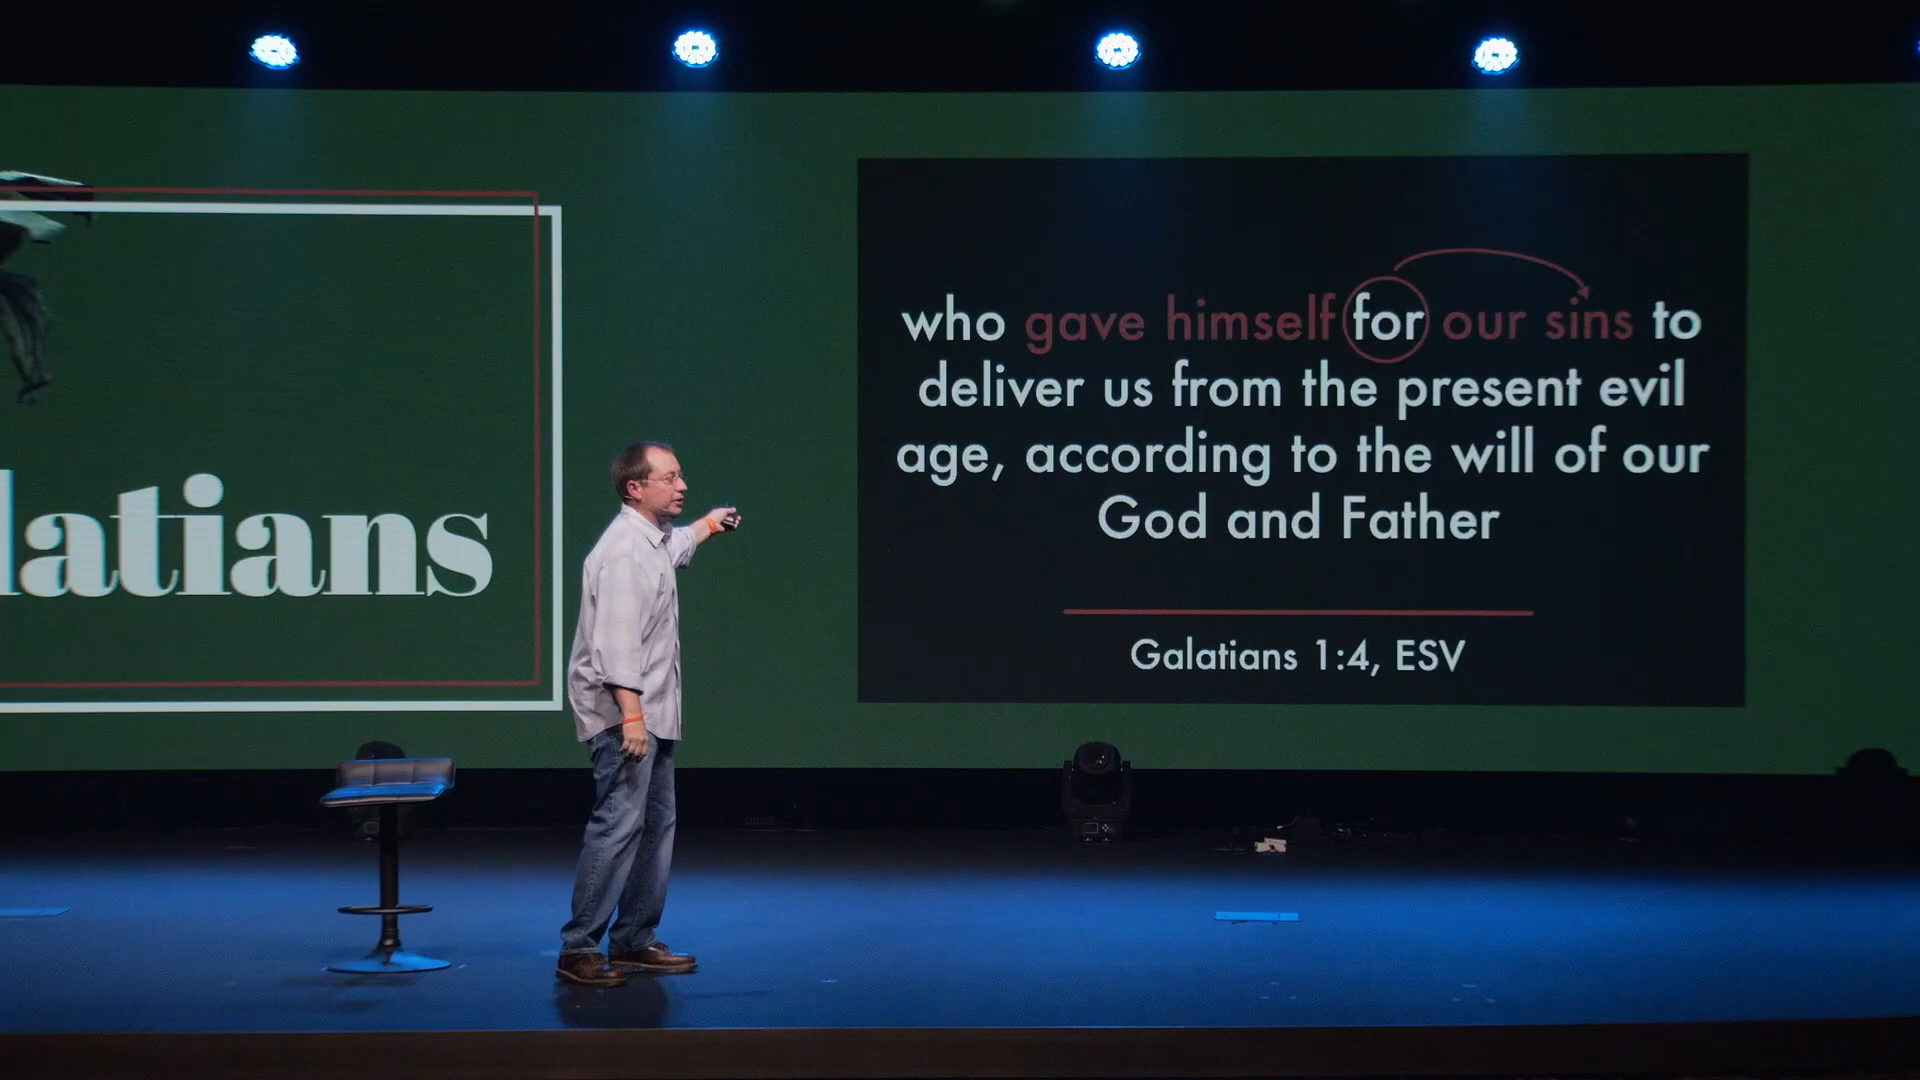 latians
who gave himself for our sins to
deliver us from the present evil
age, according to the will of our
God and Father
Galatians 1:4, ESV